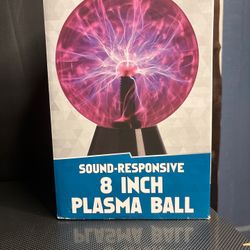 SOUND-RESPONSIVE
8 INCH
PLASMA BALL